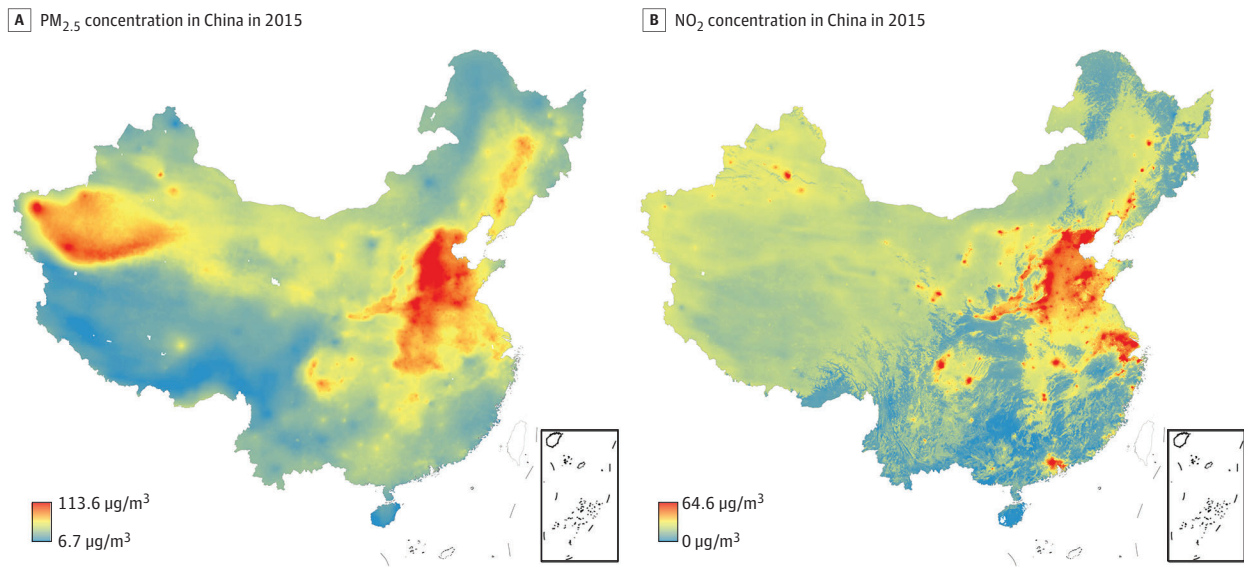 A PM2.5 concentration in China in 2015
113.6 µg/m3
6.7 µg/m3
B NO2 concentration in China in 2015
64.6 µg/m3
0 µg/m3